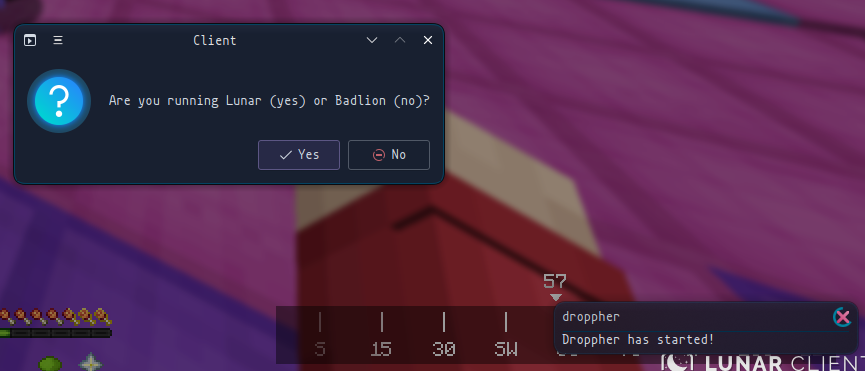 Client
Are you running Lunar (yes) or Badlion (no)?
Yes
No
57
S 15 30 SW
droppher
Droppher has started!
LUNAR CLIENT